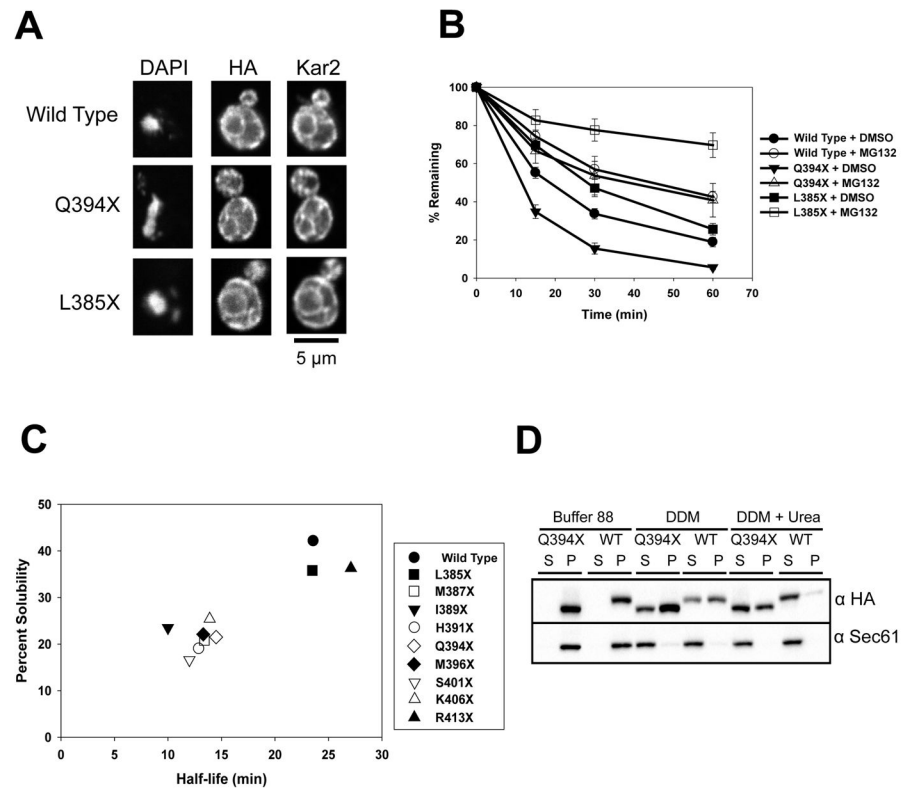 A
DAPI HA Kar2
Wild Type
Q394X
L385X
5 µm
B
100
80
60
40
20
0
% Remaining
0 10 20 30 40 50 60 70
Time (min)
Wild Type + DMSO
Wild Type + MG132
Q394X + DMSO
Q394X + MG132
L385X + DMSO
L385X + MG132
C
50
40
30
20
10
0
Percent Solubility
0 5 10 15 20 25 30
Half-life (min)
Wild Type
L385X
M387X
I389X
H391X
Q394X
M396X
S401X
K406X
R413X
D
Buffer 88 DDM DDM + Urea
Q394X WT Q394X WT Q394X WT
S P S P S P S P S P S P
α HA
α Sec61